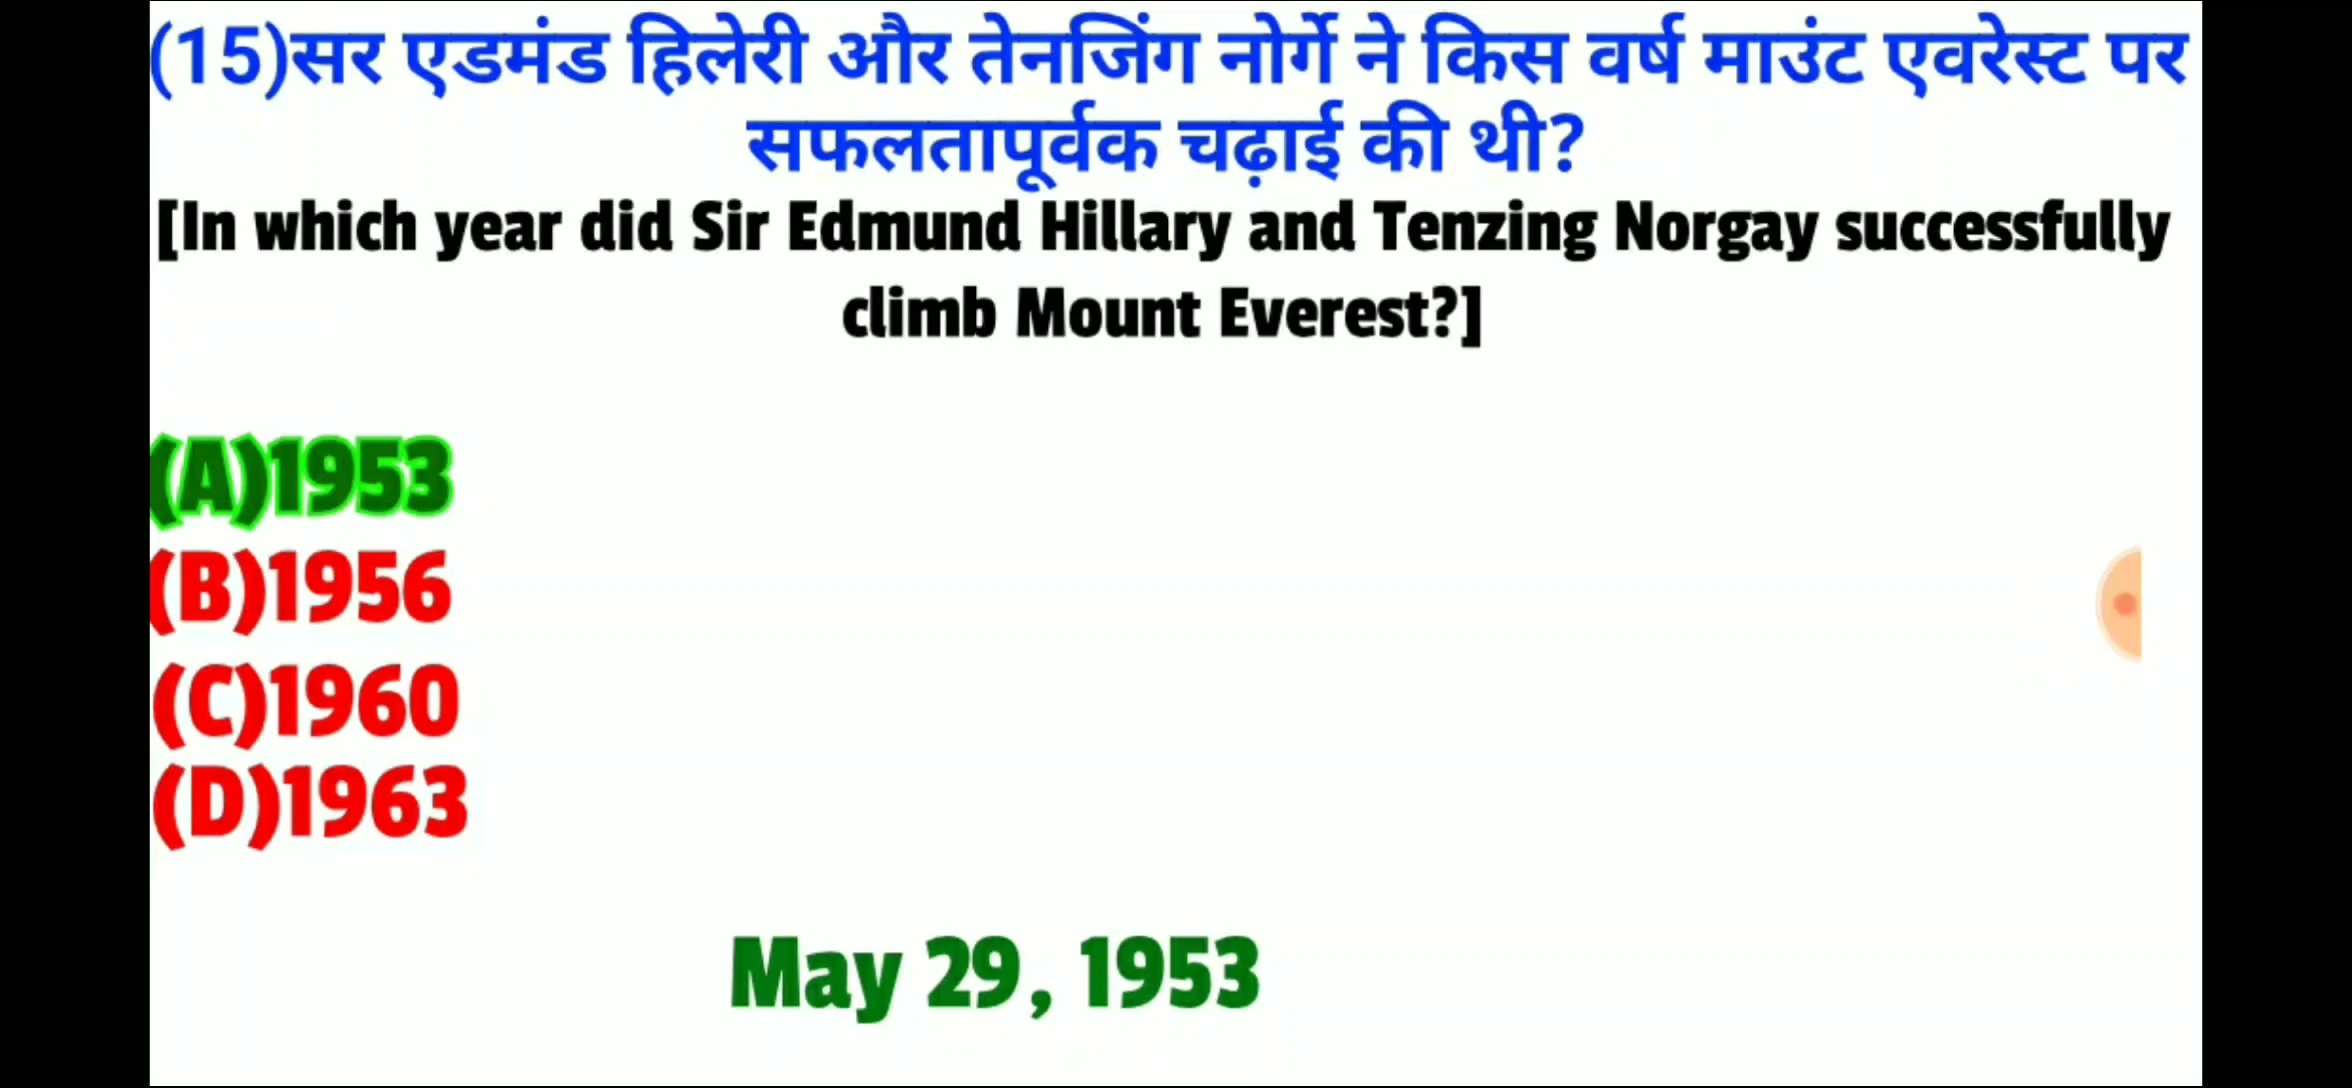 (15)सर एडमंड हिलेरी और तेनजिंग नोर्गे ने किस वर्ष माउंट एवरेस्ट पर
सफलतापूर्वक चढ़ाई की थी?
[In which year did Sir Edmund Hillary and Tenzing Norgay successfully
climb Mount Everest?]
(A)1953
(B)1956
(C)1960
(D)1963
May 29, 1953